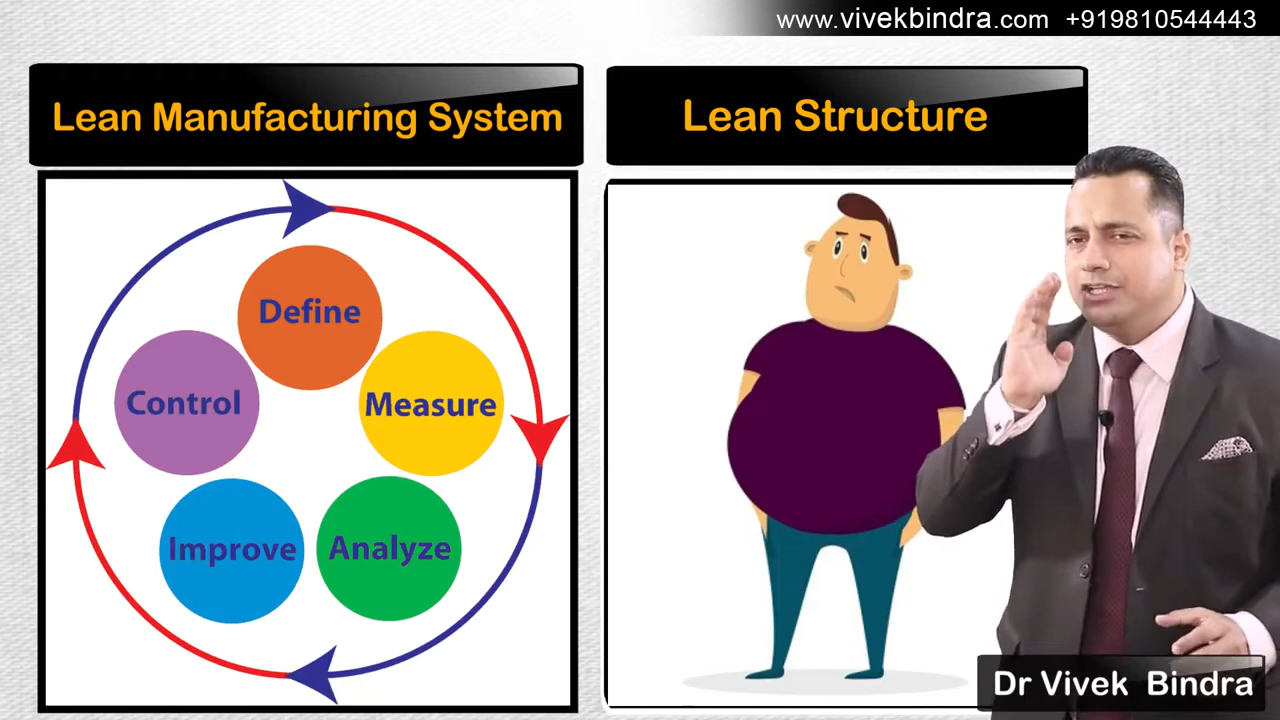 www.vivekbindra.com +919810544443
Lean Manufacturing System
Lean Structure
Define
Measure
Analyze
Improve
Control
Dr Vivek Bindra